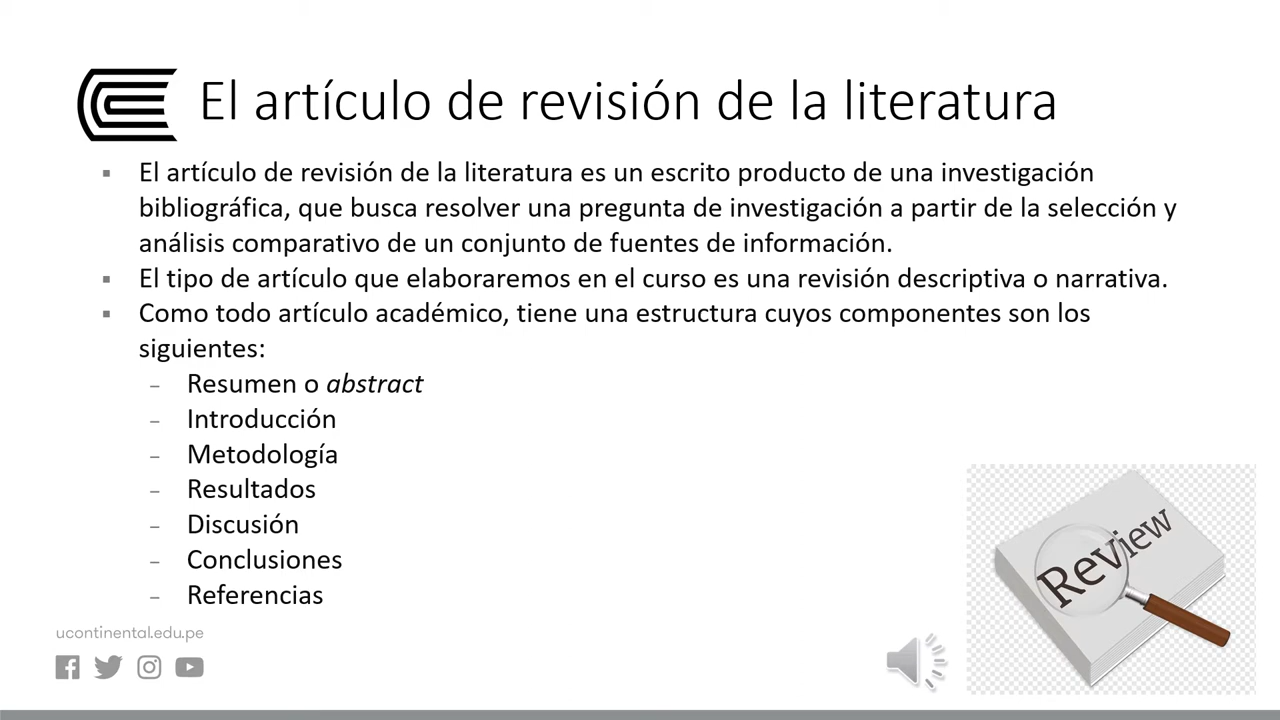 El artículo de revisión de la literatura
▪ El artículo de revisión de la literatura es un escrito producto de una investigación
bibliográfica, que busca resolver una pregunta de investigación a partir de la selección y
análisis comparativo de un conjunto de fuentes de información.
▪ El tipo de artículo que elaboraremos en el curso es una revisión descriptiva o narrativa.
▪ Como todo artículo académico, tiene una estructura cuyos componentes son los
siguientes:
– Resumen o abstract
– Introducción
– Metodología
– Resultados
– Discusión
– Conclusiones
– Referencias
Review
ucontinental.edu.pe